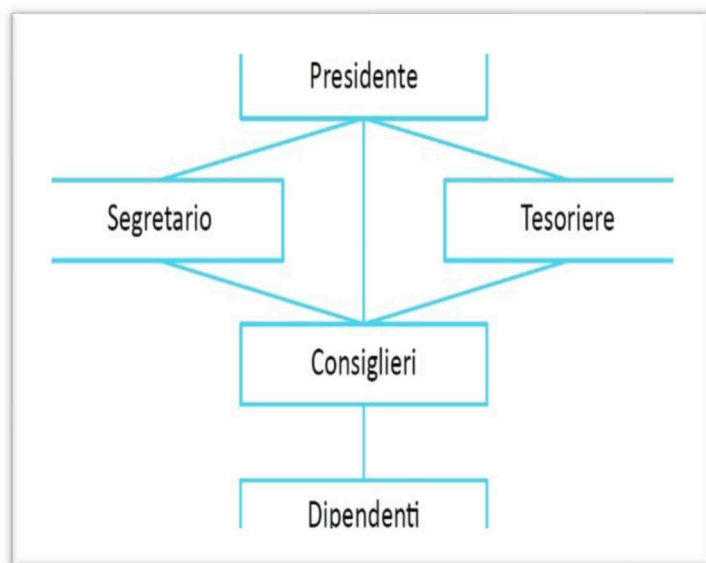 Presidente
Segretario
Tesoriere
Consiglieri
Dipendenti